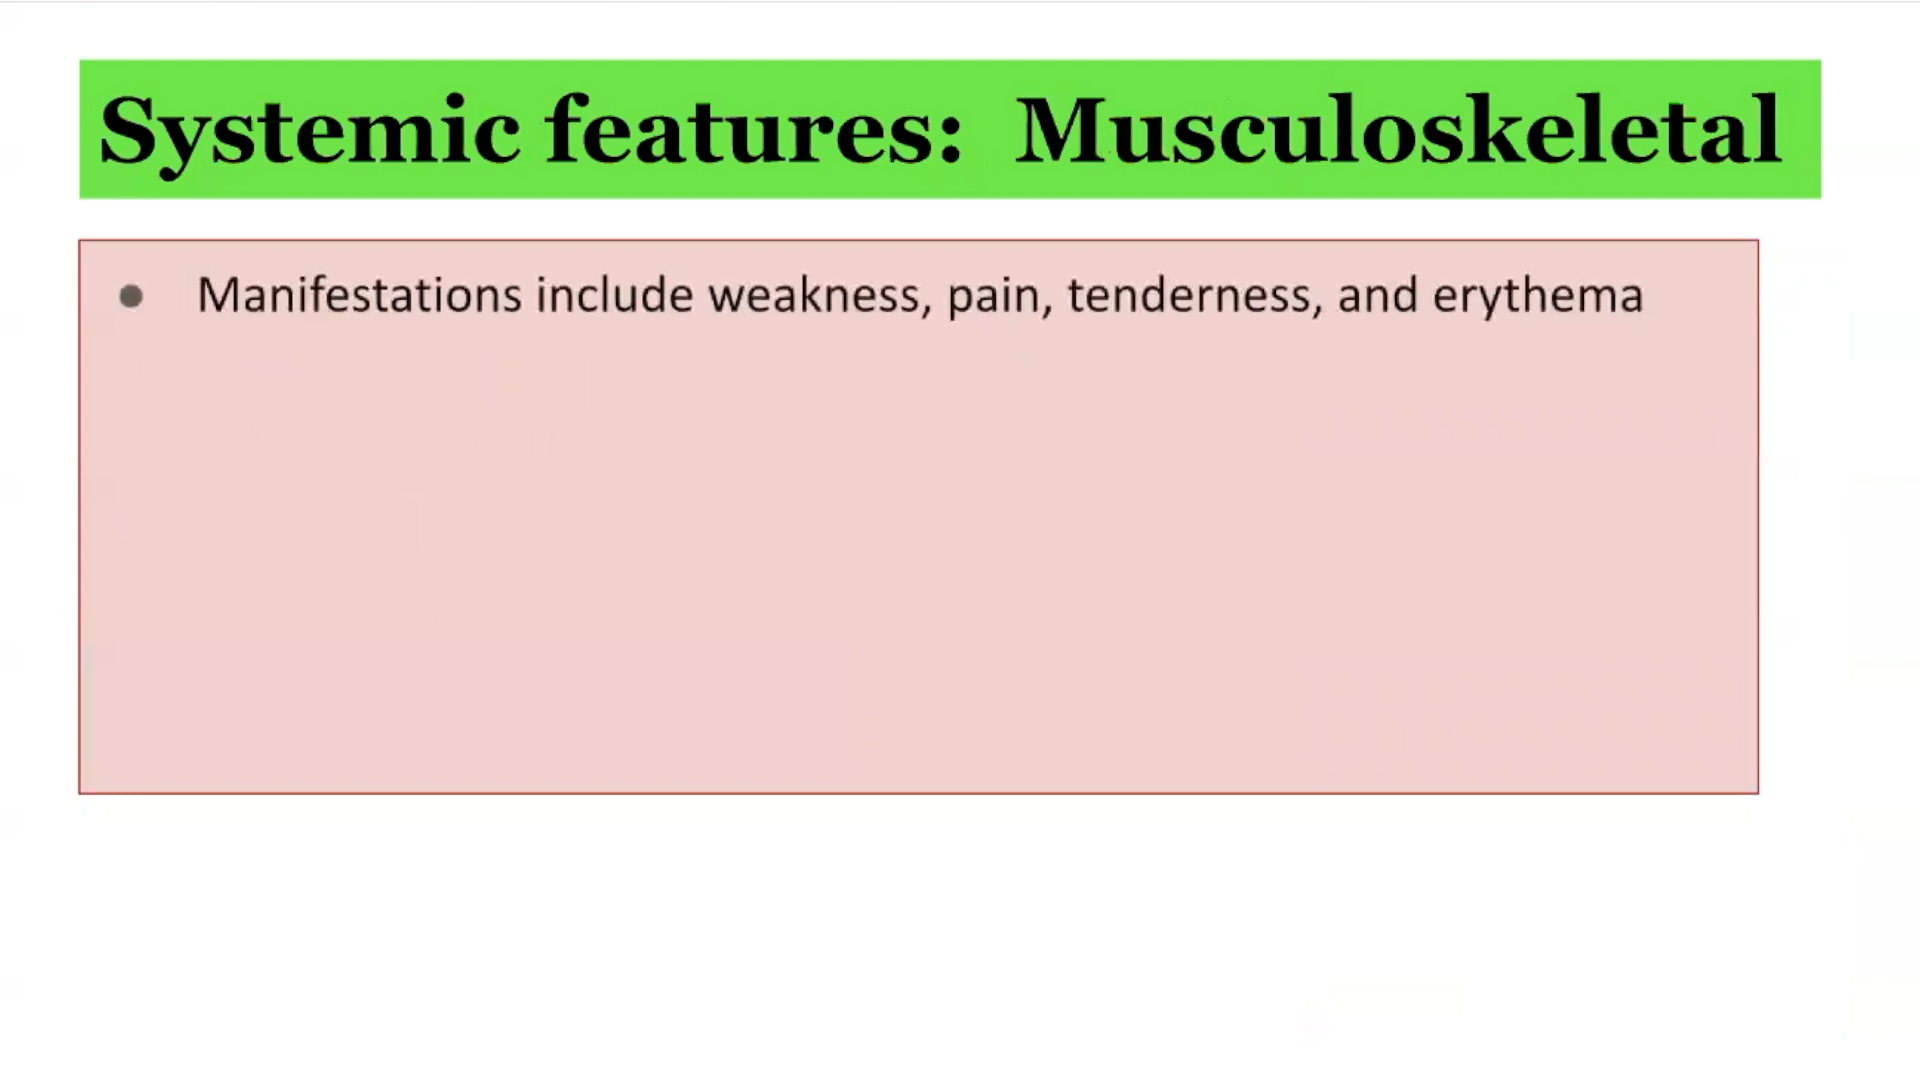 Systemic features:  Musculoskeletal
● Manifestations include weakness, pain, tenderness, and erythema